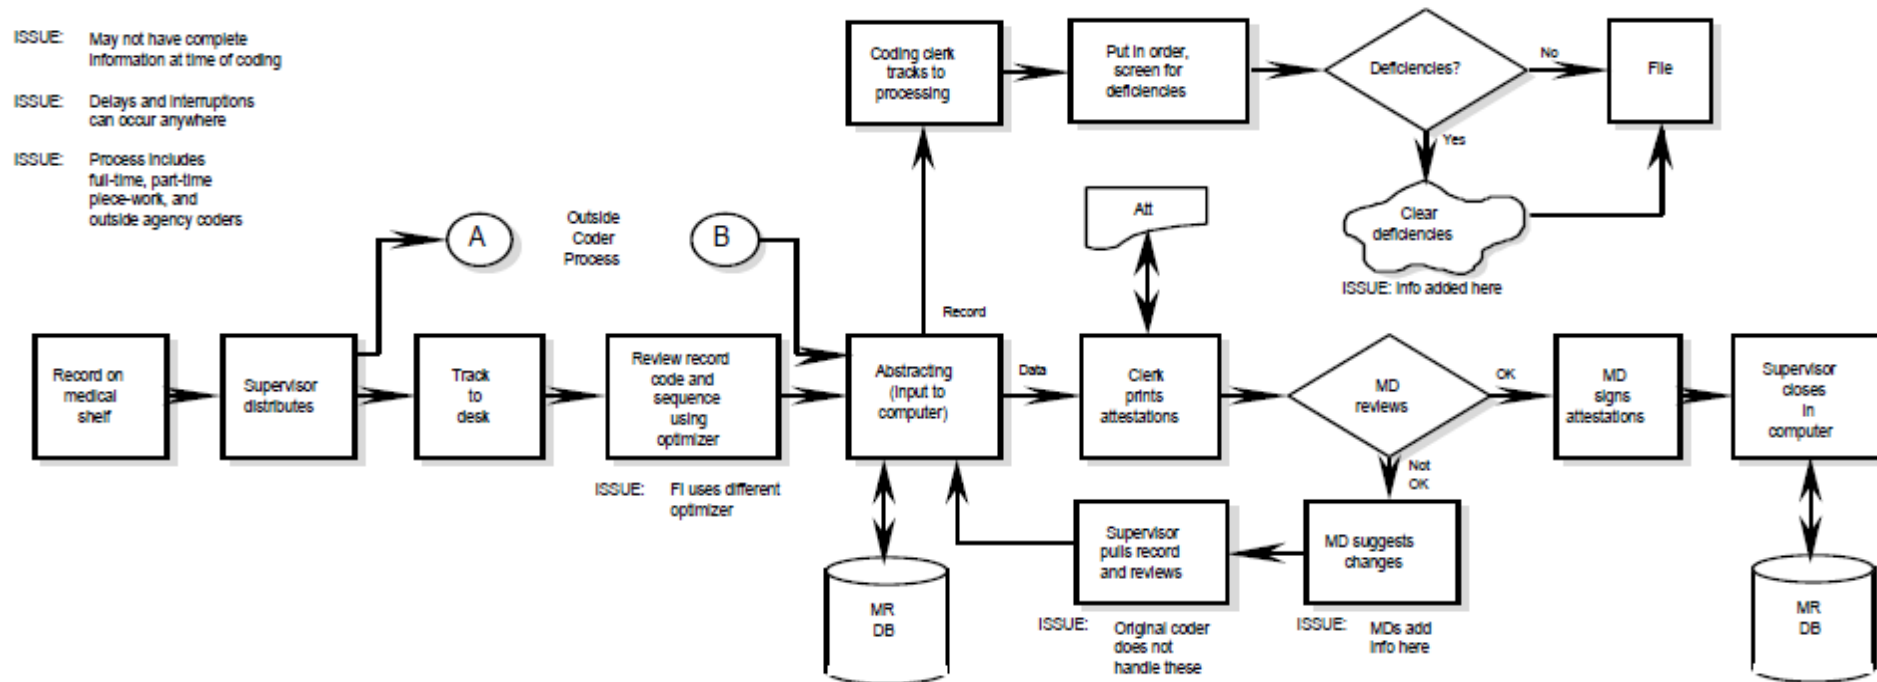 ISSUE: May not have complete
information at time of coding
ISSUE: Delays and interruptions
can occur anywhere
ISSUE: Process includes
full-time, part-time
piece-work, and
outside agency coders
Coding clerk
tracks to
processing
Put in order,
screen for
deficiencies
Deficiencies?
No
File
Yes
Clear
deficiencies
ISSUE: Info added here
A
Outside
Coder
Process
B
Att
Record
Record on
medical
shelf
Supervisor
distributes
Track
to
desk
Review record
code and
sequence
using
optimizer
ISSUE: FI uses different
optimizer
Abstracting
(input to
computer)
Data
Clerk
prints
attestations
MD
reviews
OK
MD
signs
attestations
Supervisor
closes
in
computer
Not
OK
MD suggests
changes
ISSUE: MDs add
info here
Supervisor
pulls record
and reviews
ISSUE: Original coder
does not
handle these
MR
DB
MR
DB